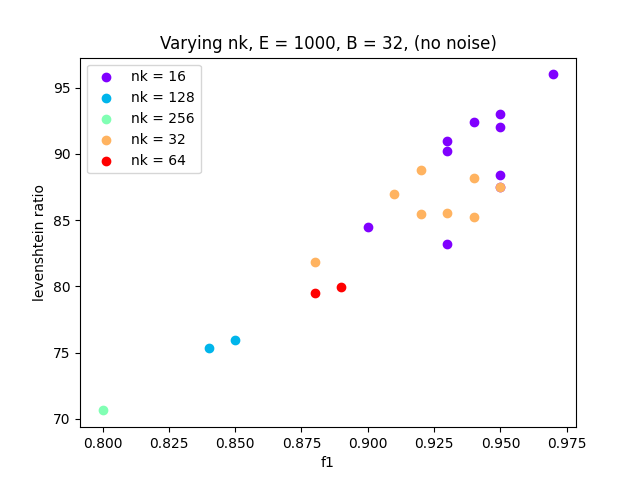 Varying nk, E = 1000, B = 32, (no noise)
nk = 16
nk = 128
nk = 256
nk = 32
nk = 64
levenshtein ratio
95
90
85
80
75
70
0.800 0.825 0.850 0.875 0.900 0.925 0.950 0.975
f1